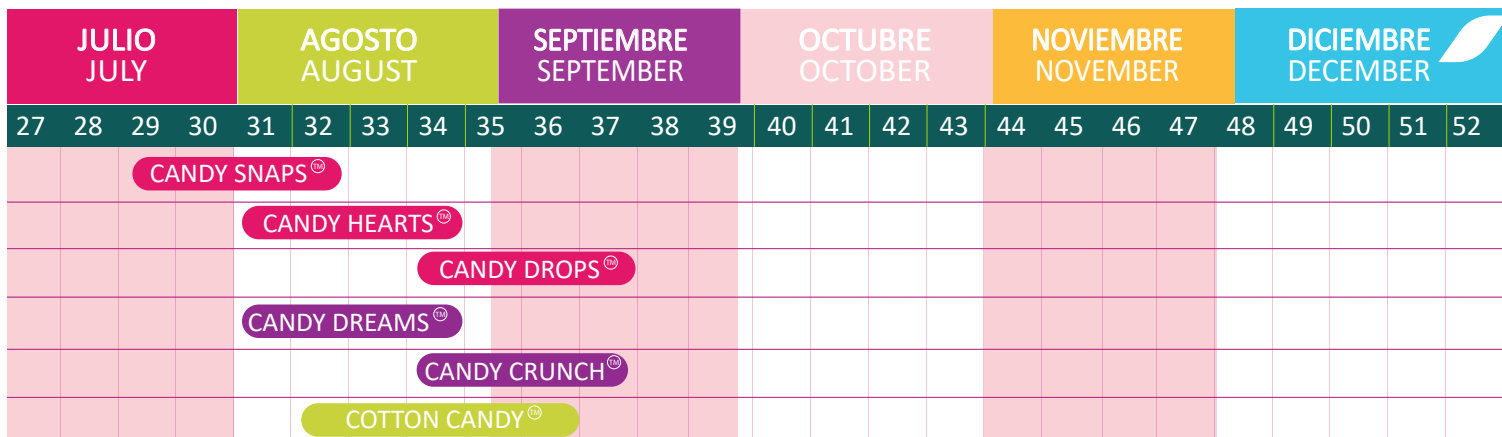 JULIO
JULY
AGOSTO
AUGUST
SEPTIEMBRE
SEPTEMBER
OCTUBRE
OCTOBER
NOVIEMBRE
NOVEMBER
DICIEMBRE
DECEMBER
27 28 29 30 31 32 33 34 35 36 37 38 39 40 41 42 43 44 45 46 47 48 49 50 51 52
CANDY SNAPS™
CANDY HEARTS™
CANDY DROPS™
CANDY DREAMS™
CANDY CRUNCH™
COTTON CANDY™